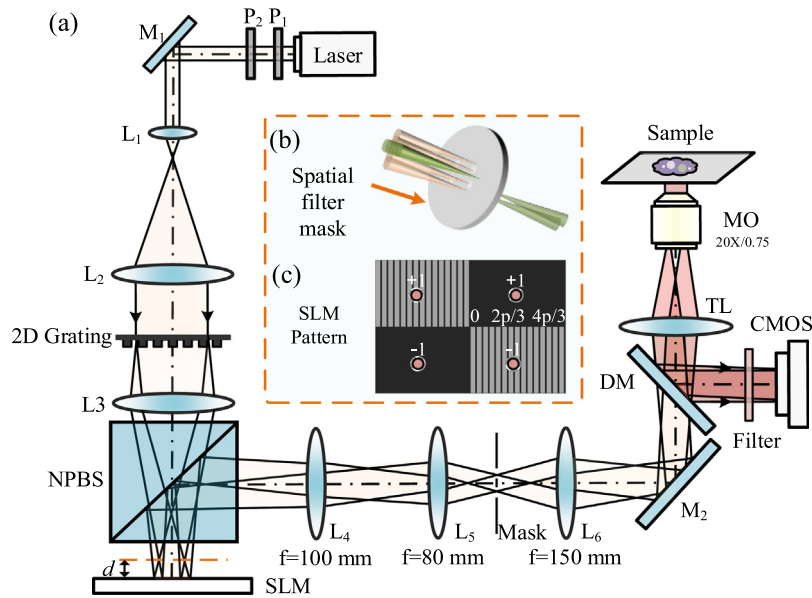 (a)
M1
P2
P1
Laser
L1
(b)
Spatial
filter
mask
Sample
MO
20X/0.75
L2
(c)
SLM
Pattern
+1
+1
0 2p/3 4p/3
-1
-1
TL
CMOS
2D Grating
DM
L3
Filter
NPBS
M2
L4
L5
Mask
L6
f=100 mm
f=80 mm
f=150 mm
d
SLM